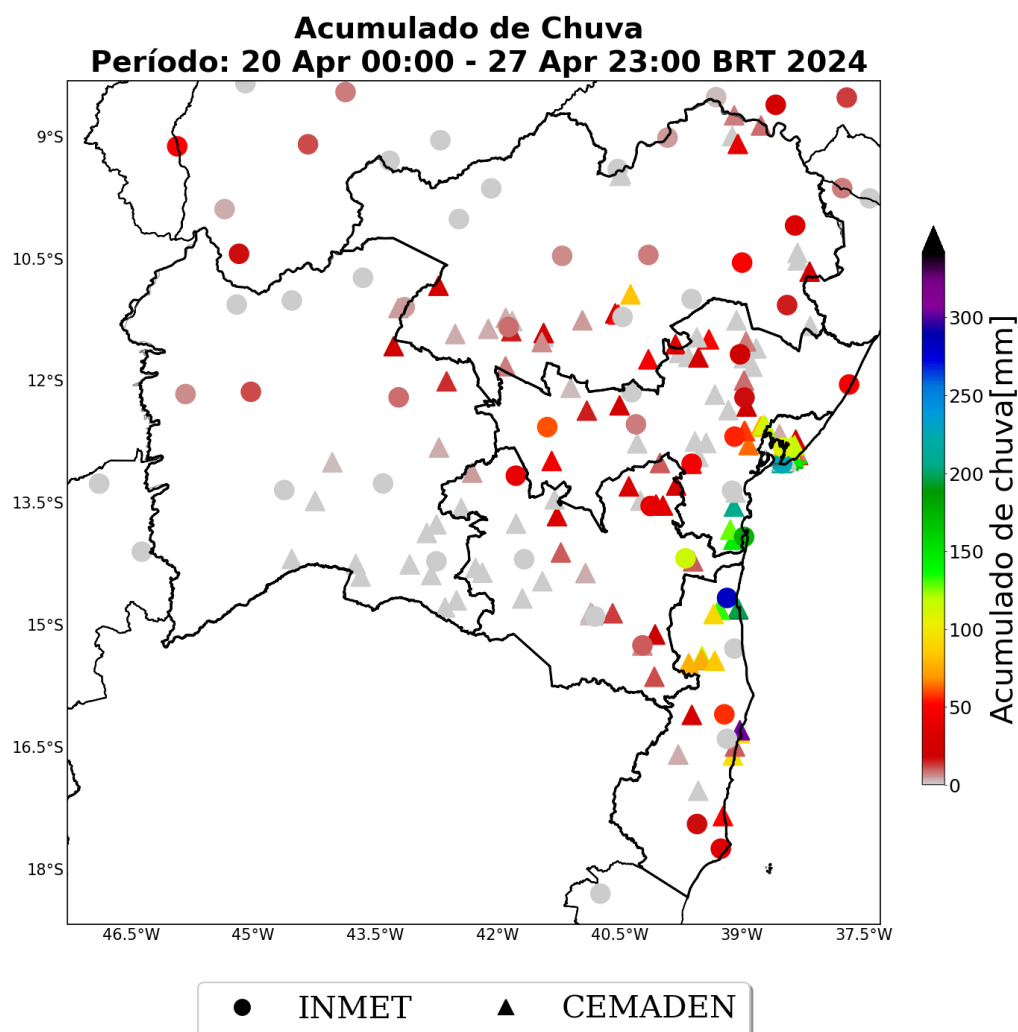 Acumulado de Chuva
Período: 20 Apr 00:00 - 27 Apr 23:00 BRT 2024
9°S
10.5°S
12°S
13.5°S
15°S
16.5°S
18°S
46.5°W 45°W 43.5°W 42°W 40.5°W 39°W 37.5°W
300
250
200
150
100
50
0
Acumulado de chuva[mm]
INMET CEMADEN